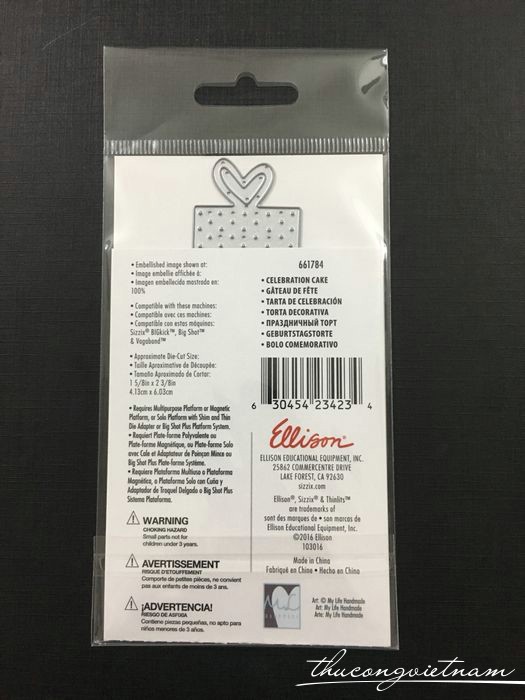 • Embellished image shown at:
• Image embellie affichée à:
• Imagen embellecida mostrada en:
100%
• Compatible with these machines:
• Compatible avec ces machines:
• Compatible con estas máquinas:
Sizzix® BIGkick™, Big Shot™
& Vagabond™
• Approximate Die-Cut Size:
• Taille Aproximative de Découpée:
• Tamaño Aproximado de Cortar:
1 5/8in x 2 3/8in
4.13cm x 6.03cm
• Requires Multipurpose Platform or Magnetic
Platform, or Solo Platform with Shim and Thin
Die Adapter or Big Shot Plus Platform System.
• Requiert Plate-forme Polyvalente ou
Plate-forme Magnétique, ou Plate-forme Solo
avec Cale et Adaptateur de Poinçon Mince ou
Big Shot Plus Plate-forme Système.
• Requiere Plataforma Multiuso o Plataforma
Magnética, o Plataforma Solo con Cuña y
Adaptador de Troquel Delgado o Big Shot Plus
Sistema Plataforma.
WARNING
CHOKING HAZARD
Small parts not for
children under 3 years.
AVERTISSEMENT
RISQUE D'ETOUFFEMENT
Comporte de petites pièces, ne convient
pas aux enfants de moins de 3 ans.
¡ADVERTENCIA!
RIESGO DE ASFIXIA
Contiene piezas pequeñas, no apto para
niños menores de 3 años.
661784
• CELEBRATION CAKE
• GÂTEAU DE FÊTE
• TARTA DE CELEBRACIÓN
• TORTA DECORATIVA
• ПРАЗДНИЧНЫЙ ТОРТ
• GEBURTSTAGSTORTE
• BOLO COMEMORATIVO
6 30454 23423 4
Ellison®
ELLISON EDUCATIONAL EQUIPMENT, INC.
25862 COMMERCENTRE DRIVE
LAKE FOREST, CA 92630
sizzix.com
Ellison®, Sizzix® & Thinlits™
are trademarks of
sont des marques de • son marcas de
Ellison Educational Equipment, Inc.
©2016 Ellison
103016
Made in China
Fabriqué en Chine • Hecho en China
Art: © My Life Handmade
Art: My Life Handmade
Arte: My Life Handmade
thucongvietnam